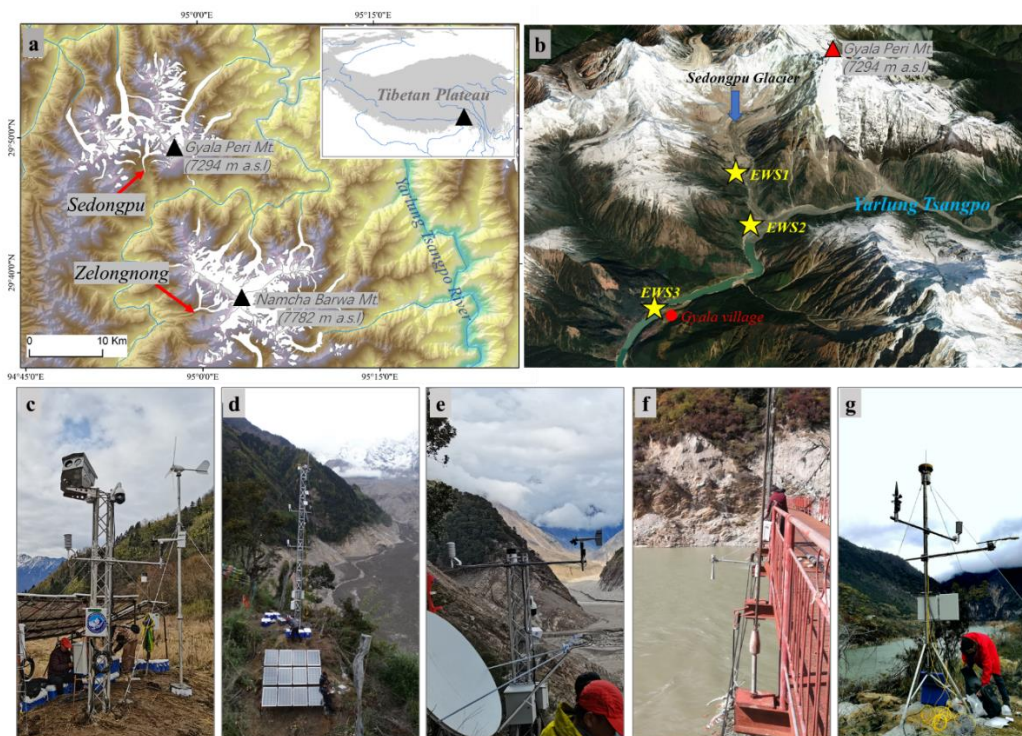 95°0'0"E
95°15'0"E
a
Tibetan Plateau
29°50'0"N
Gyala Peri Mt.
(7294 m a.s.l)
Sedongpu
Yarlung Tsangpo River
29°40'0"N
Zelongnong
Namcha Barwa Mt.
(7782 m a.s.l)
0
10 Km
94°45'0"E
95°0'0"E
95°15'0"E
b
Gyala Peri Mt.
(7294 m a.s.l)
Sedongpu Glacier
EWS1
Yarlung Tsangpo
EWS2
EWS3
Gyala village
c
d
e
f
g